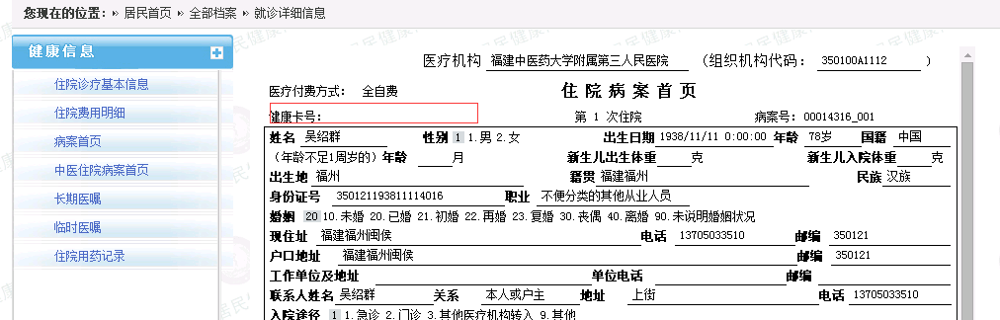 您现在的位置： 居民首页 全部档案 就诊详细信息
健康信息
住院诊疗基本信息
住院费用明细
病案首页
中医住院病案首页
长期医嘱
临时医嘱
住院用药记录
医疗机构 福建中医药大学附属第三人民医院 （组织机构代码： 350100A1112 ）
医疗付费方式： 全自费 住院病案首页
健康卡号： 第 1 次住院 病案号：00014316_001
姓名 吴绍群 性别 1 1.男 2.女 出生日期 1938/11/11 0:00:00 年龄 78岁 国籍 中国
（年龄不足1周岁的）年龄 月 新生儿出生体重 克 新生儿入院体重 克
出生地 福州 籍贯 福建福州 民族 汉族
身份证号 350121193811114016 职业 不便分类的其他从业人员
婚姻 20 10.未婚 20.已婚 21.初婚 22.再婚 23.复婚 30.丧偶 40.离婚 90.未说明婚姻状况
现住址 福建福州闽侯 电话 13705033510 邮编 350121
户口地址 福建福州闽侯 邮编 350121
工作单位及地址 单位电话 邮编
联系人姓名 吴绍群 关系 本人或户主 地址 上街 电话 13705033510
入院途径 1 1.急诊 2.门诊 3.其他医疗机构转入 9.其他